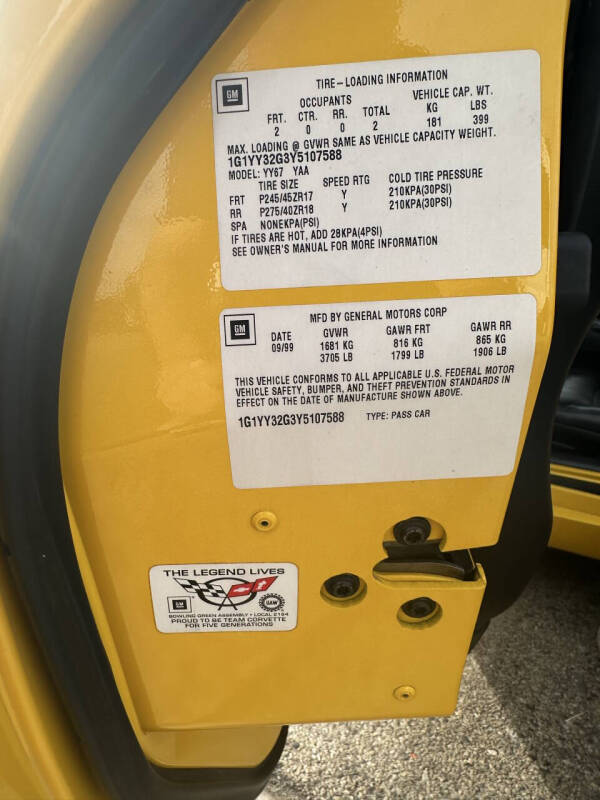 GM
TIRE-LOADING INFORMATION
OCCUPANTS VEHICLE CAP. WT.
FRT. CTR. RR. TOTAL KG LBS
2 0 0 2 181 399
MAX. LOADING @ GVWR SAME AS VEHICLE CAPACITY WEIGHT.
1G1YY32G3Y5107588
MODEL: YY67 YAA
TIRE SIZE SPEED RTG COLD TIRE PRESSURE
FRT P245/45ZR17 Y 210KPA(30PSI)
RR P275/40ZR18 Y 210KPA(30PSI)
SPA NONEKPA(PSI)
IF TIRES ARE HOT, ADD 28KPA(4PSI)
SEE OWNER'S MANUAL FOR MORE INFORMATION
GM
MFD BY GENERAL MOTORS CORP
DATE GVWR GAWR FRT GAWR RR
09/99 1681 KG 816 KG 865 KG
3705 LB 1799 LB 1906 LB
THIS VEHICLE CONFORMS TO ALL APPLICABLE U.S. FEDERAL MOTOR
VEHICLE SAFETY, BUMPER, AND THEFT PREVENTION STANDARDS IN
EFFECT ON THE DATE OF MANUFACTURE SHOWN ABOVE.
1G1YY32G3Y5107588 TYPE: PASS CAR
THE LEGEND LIVES
GM UAW
BOWLING GREEN ASSEMBLY • LOCAL 2164
PROUD TO BE TEAM CORVETTE
FOR FIVE GENERATIONS